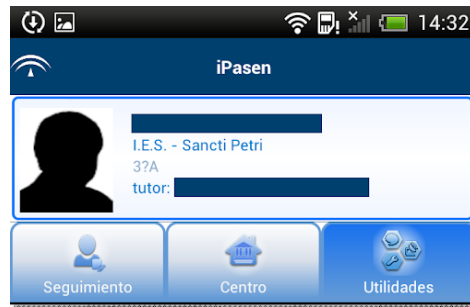 14:32
iPasen
I.E.S. - Sancti Petri
3?A
tutor:
Seguimiento
Centro
Utilidades